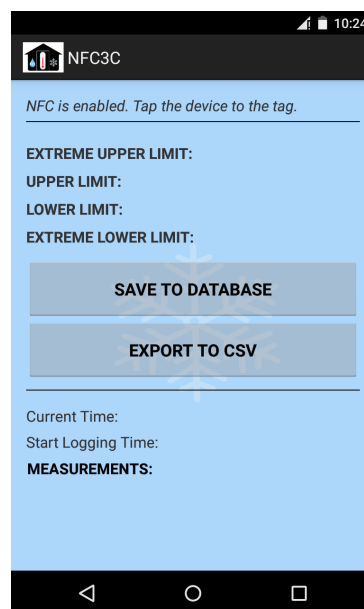 10:24
NFC3C
NFC is enabled. Tap the device to the tag.
EXTREME UPPER LIMIT:
UPPER LIMIT:
LOWER LIMIT:
EXTREME LOWER LIMIT:
SAVE TO DATABASE
EXPORT TO CSV
Current Time:
Start Logging Time:
MEASUREMENTS: